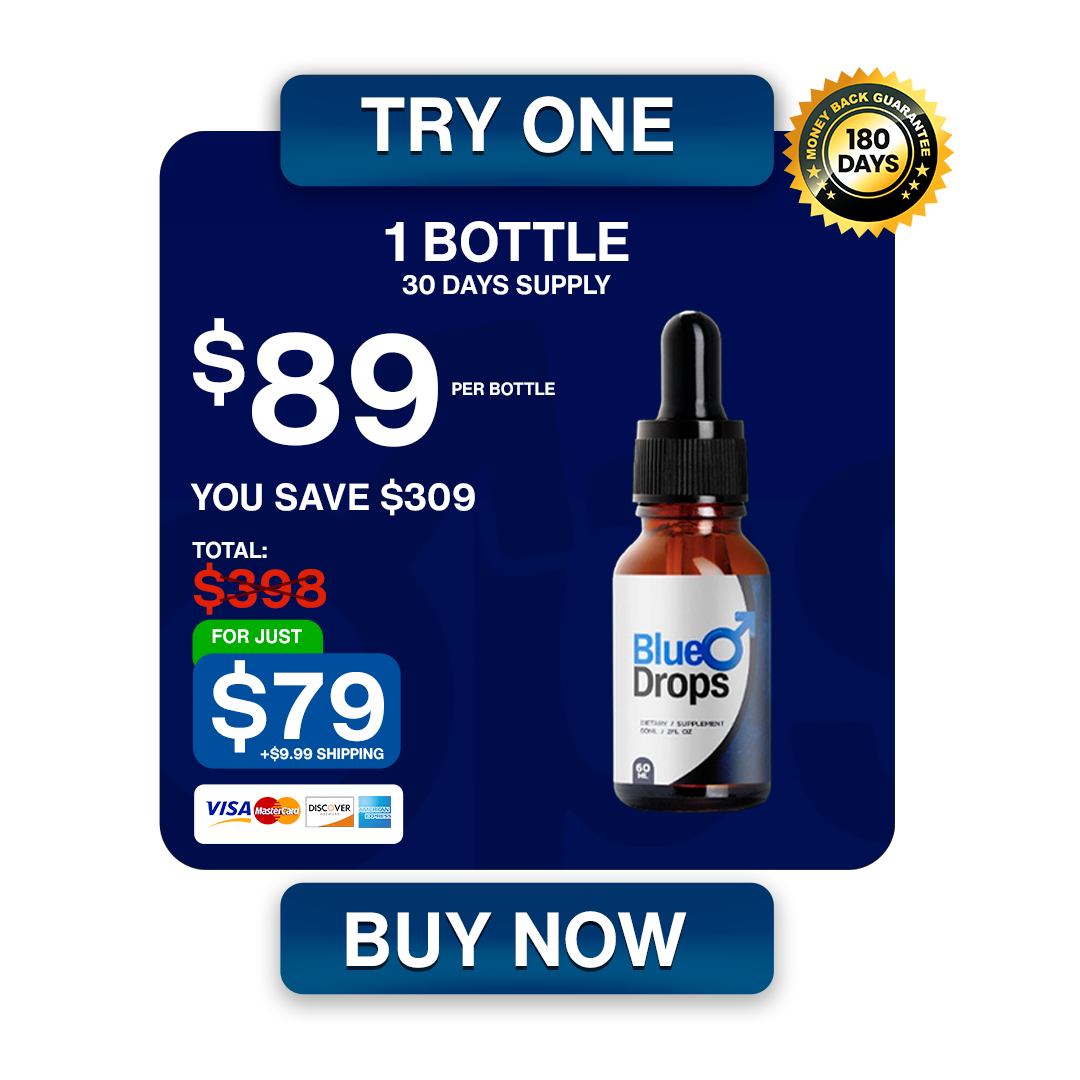 TRY ONE
MONEY BACK GUARANTEE
180
DAYS
1 BOTTLE
30 DAYS SUPPLY
$89 PER BOTTLE
YOU SAVE $309
TOTAL:
$398
FOR JUST
$79
+$9.99 SHIPPING
VISA MasterCard DISCOVER NETWORK AMERICAN EXPRESS
Blue
Drops
DIETARY / SUPPLEMENT
60ML / 2FL OZ
60
ML
BUY NOW